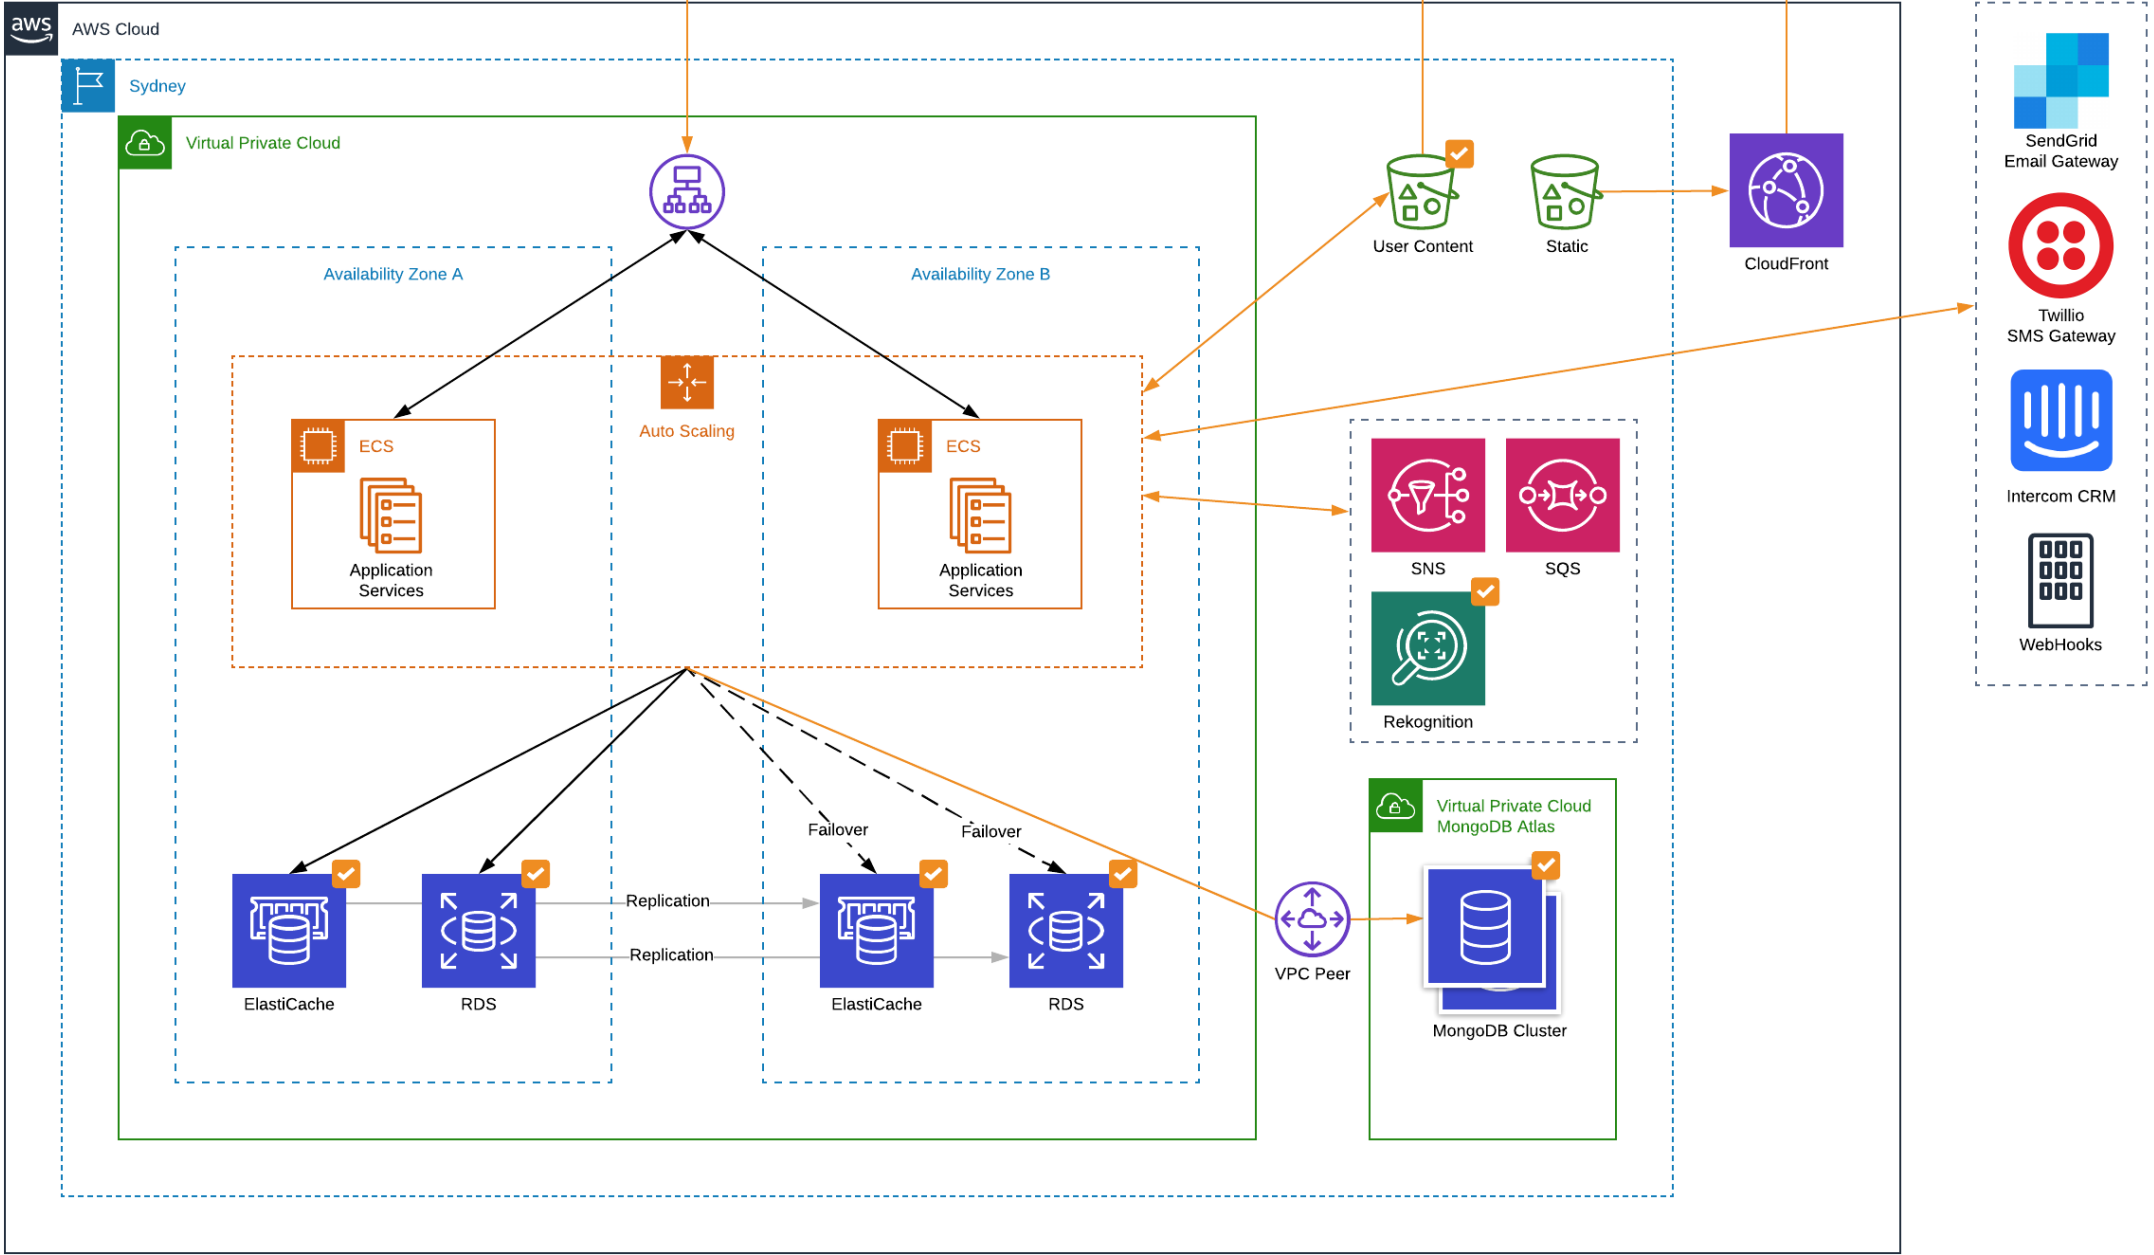 aws
AWS Cloud
Sydney
Virtual Private Cloud
Availability Zone A
Availability Zone B
User Content
Static
CloudFront
SendGrid
Email Gateway
Twillio
SMS Gateway
Intercom CRM
WebHooks
Auto Scaling
ECS
Application
Services
ECS
Application
Services
SNS
SQS
Rekognition
Failover
Failover
Replication
Replication
ElastiCache
RDS
ElastiCache
RDS
VPC Peer
Virtual Private Cloud
MongoDB Atlas
MongoDB Cluster